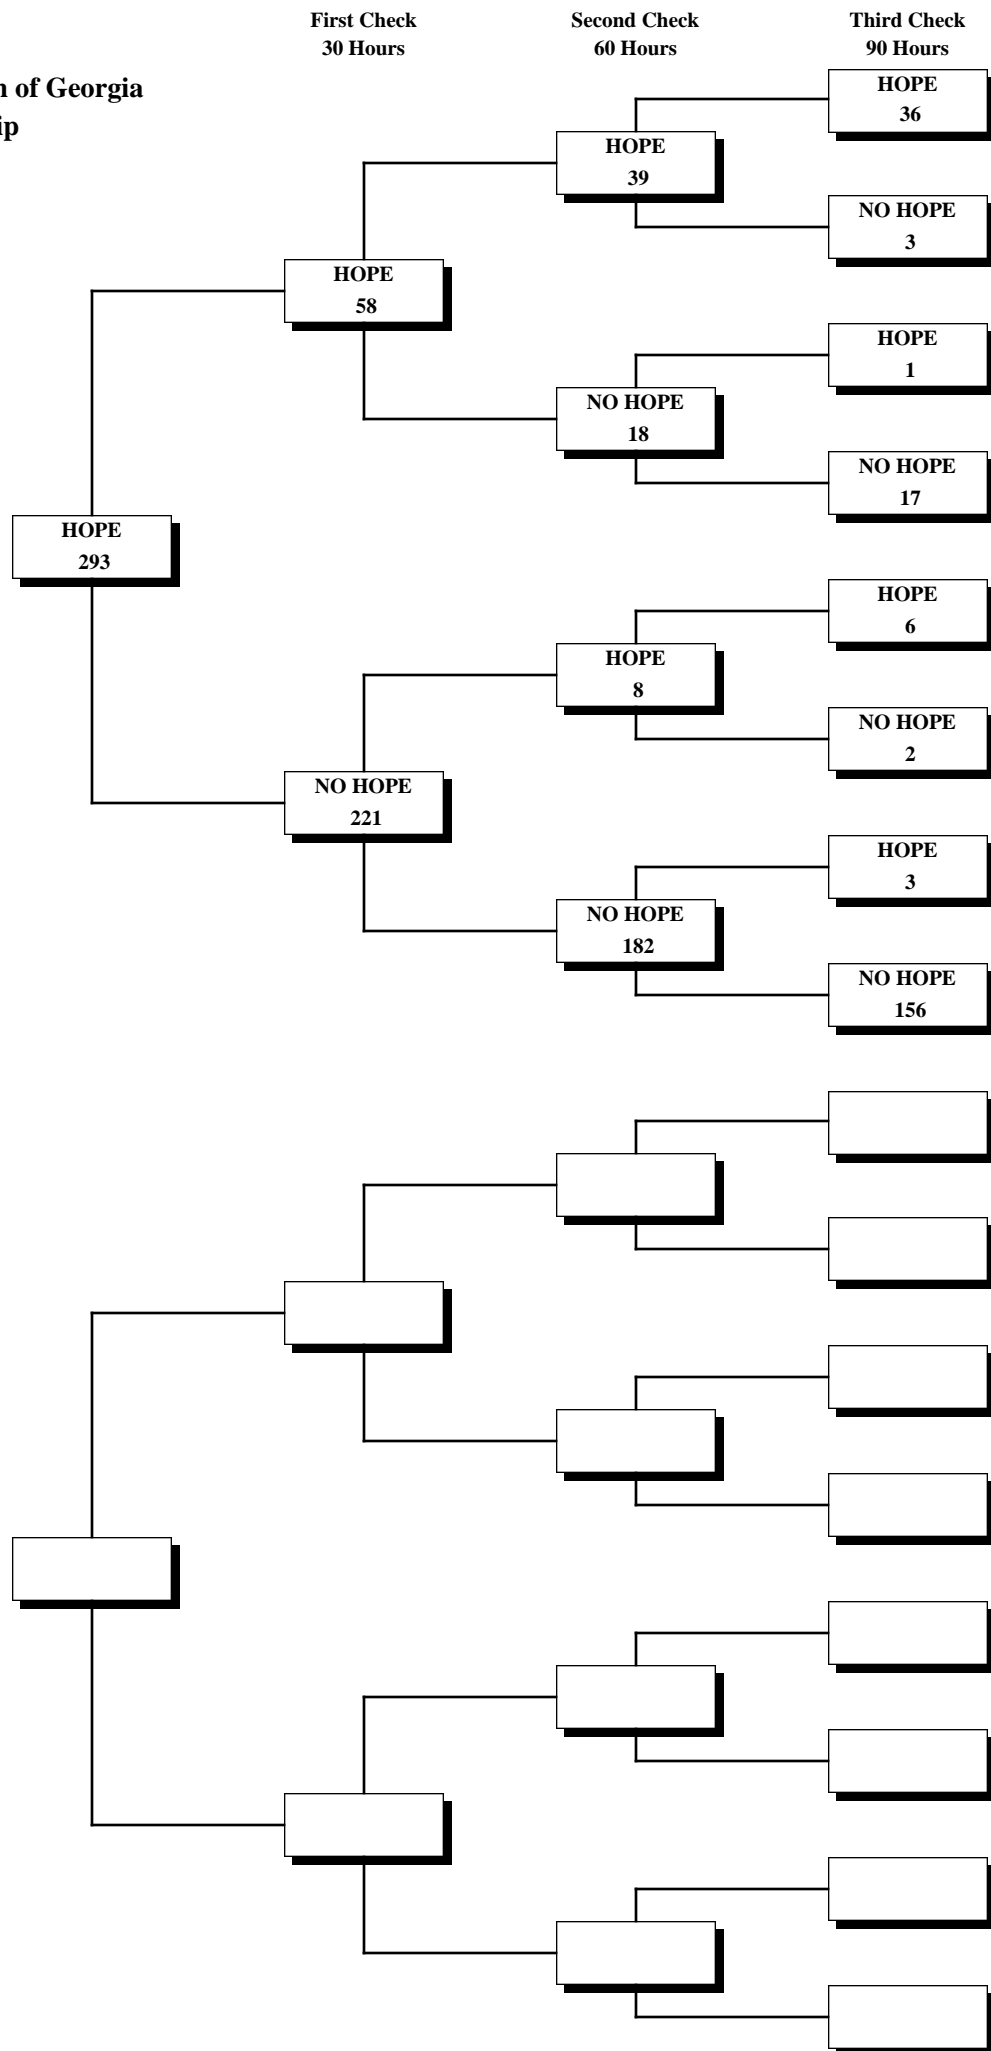 First Check
30 Hours
Second Check
60 Hours
Third Check
90 Hours
of Georgia
HOPE
36
HOPE
39
NO HOPE
3
HOPE
58
HOPE
1
NO HOPE
18
NO HOPE
17
HOPE
293
HOPE
6
HOPE
8
NO HOPE
2
NO HOPE
221
HOPE
3
NO HOPE
182
NO HOPE
156